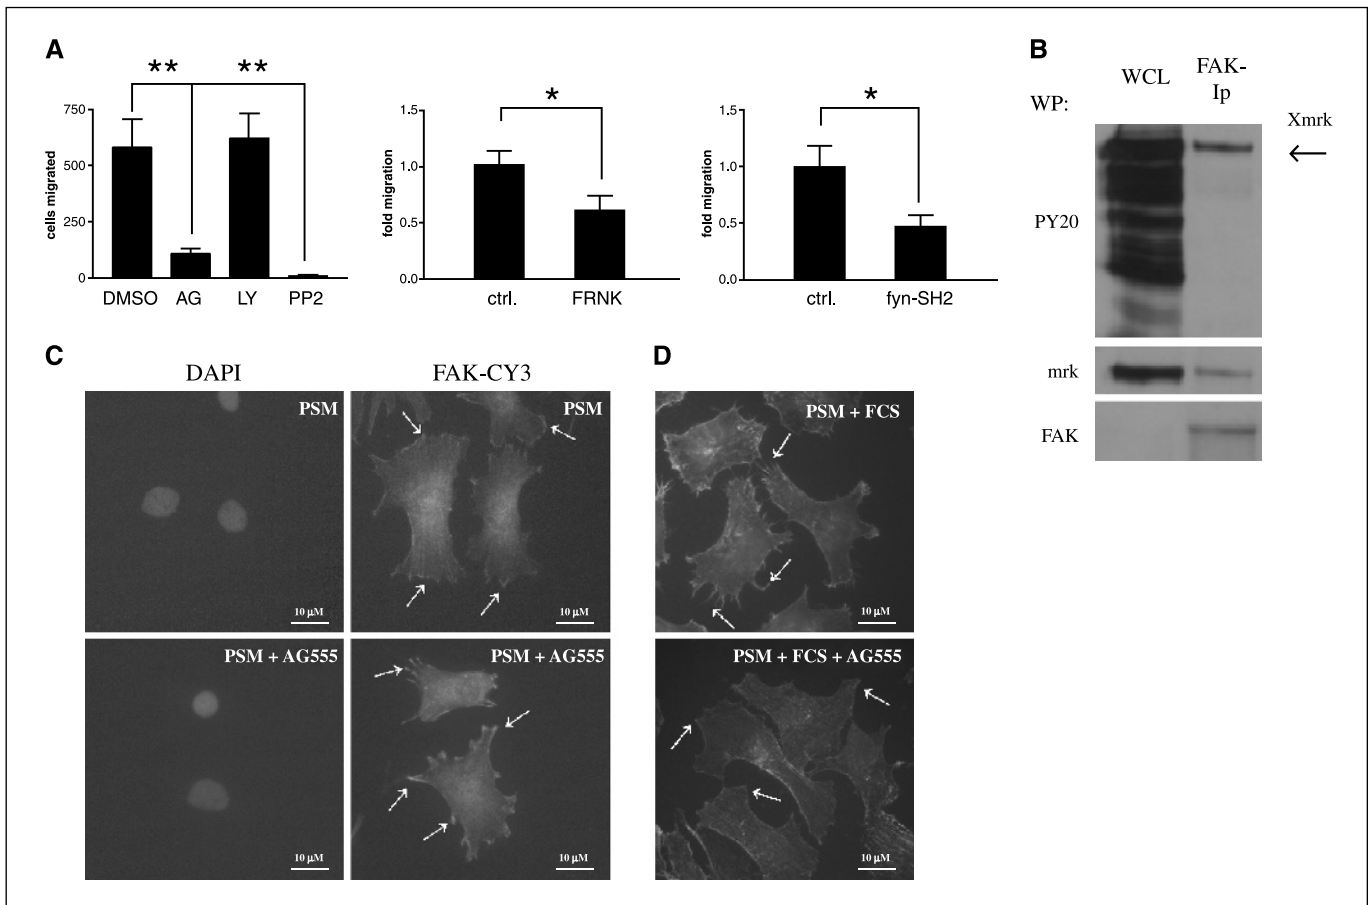 A
** **
750
500
250
0
cells migrated
DMSO AG LY PP2
*
1.5
1.0
0.5
0.0
fold migration
ctrl. FRNK
*
1.5
1.0
0.5
0.0
fold migration
ctrl. fyn-SH2
B
WCL FAK-
Ip
WP:
Xmrk
←
PY20
mrk
FAK
C
DAPI FAK-CY3
PSM
10 µM
PSM
10 µM
PSM + AG555
10 µM
PSM + AG555
10 µM
D
PSM + FCS
10 µM
PSM + FCS + AG555
10 µM